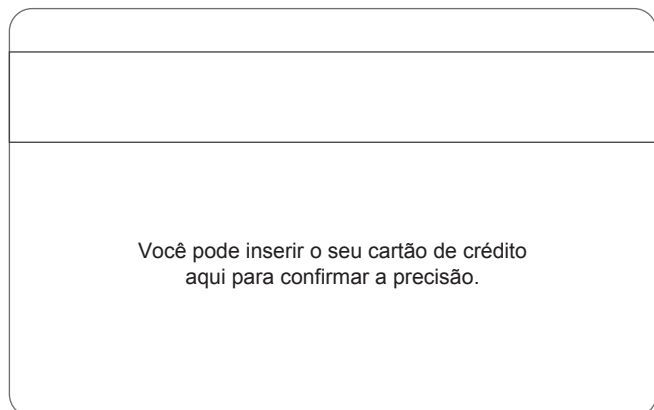 Você pode inserir o seu cartão de crédito
aqui para confirmar a precisão.